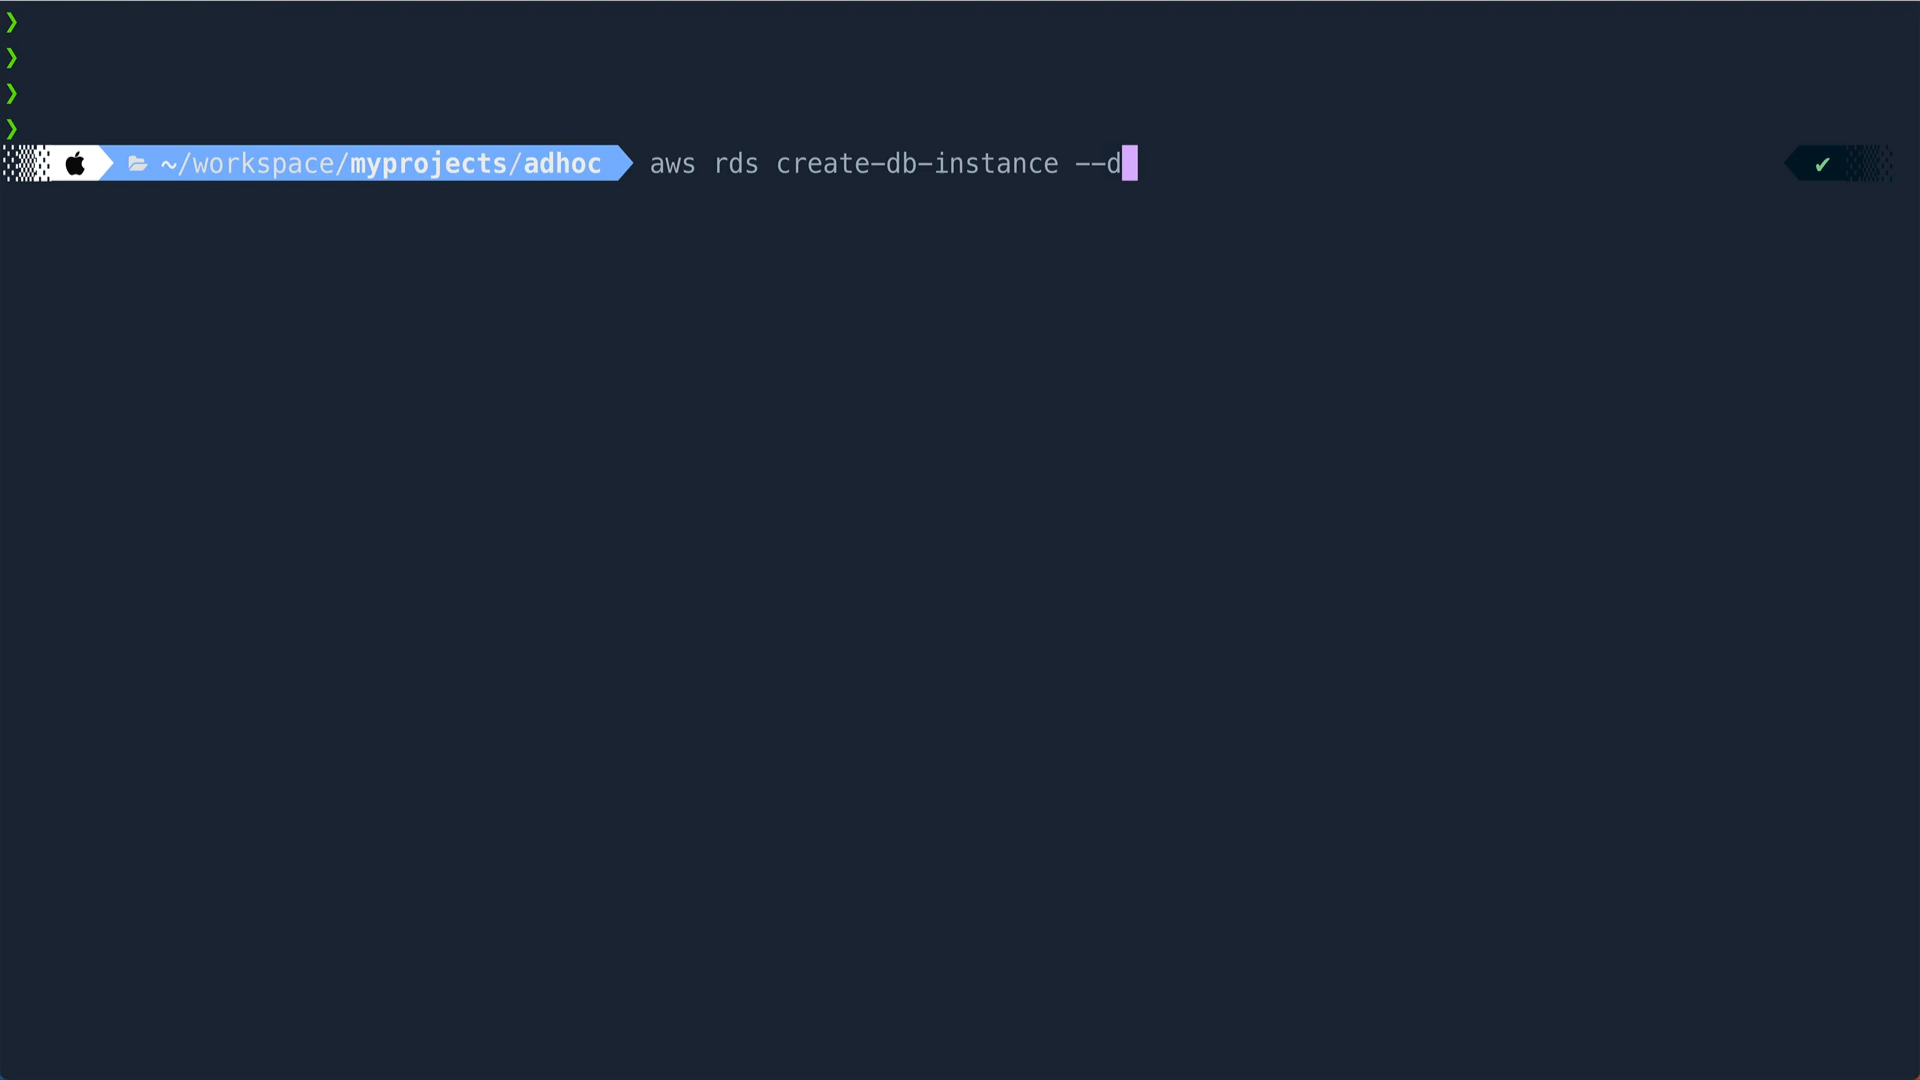 ❯
❯
❯
❯
~/workspace/myprojects/adhoc aws rds create-db-instance --d ✔